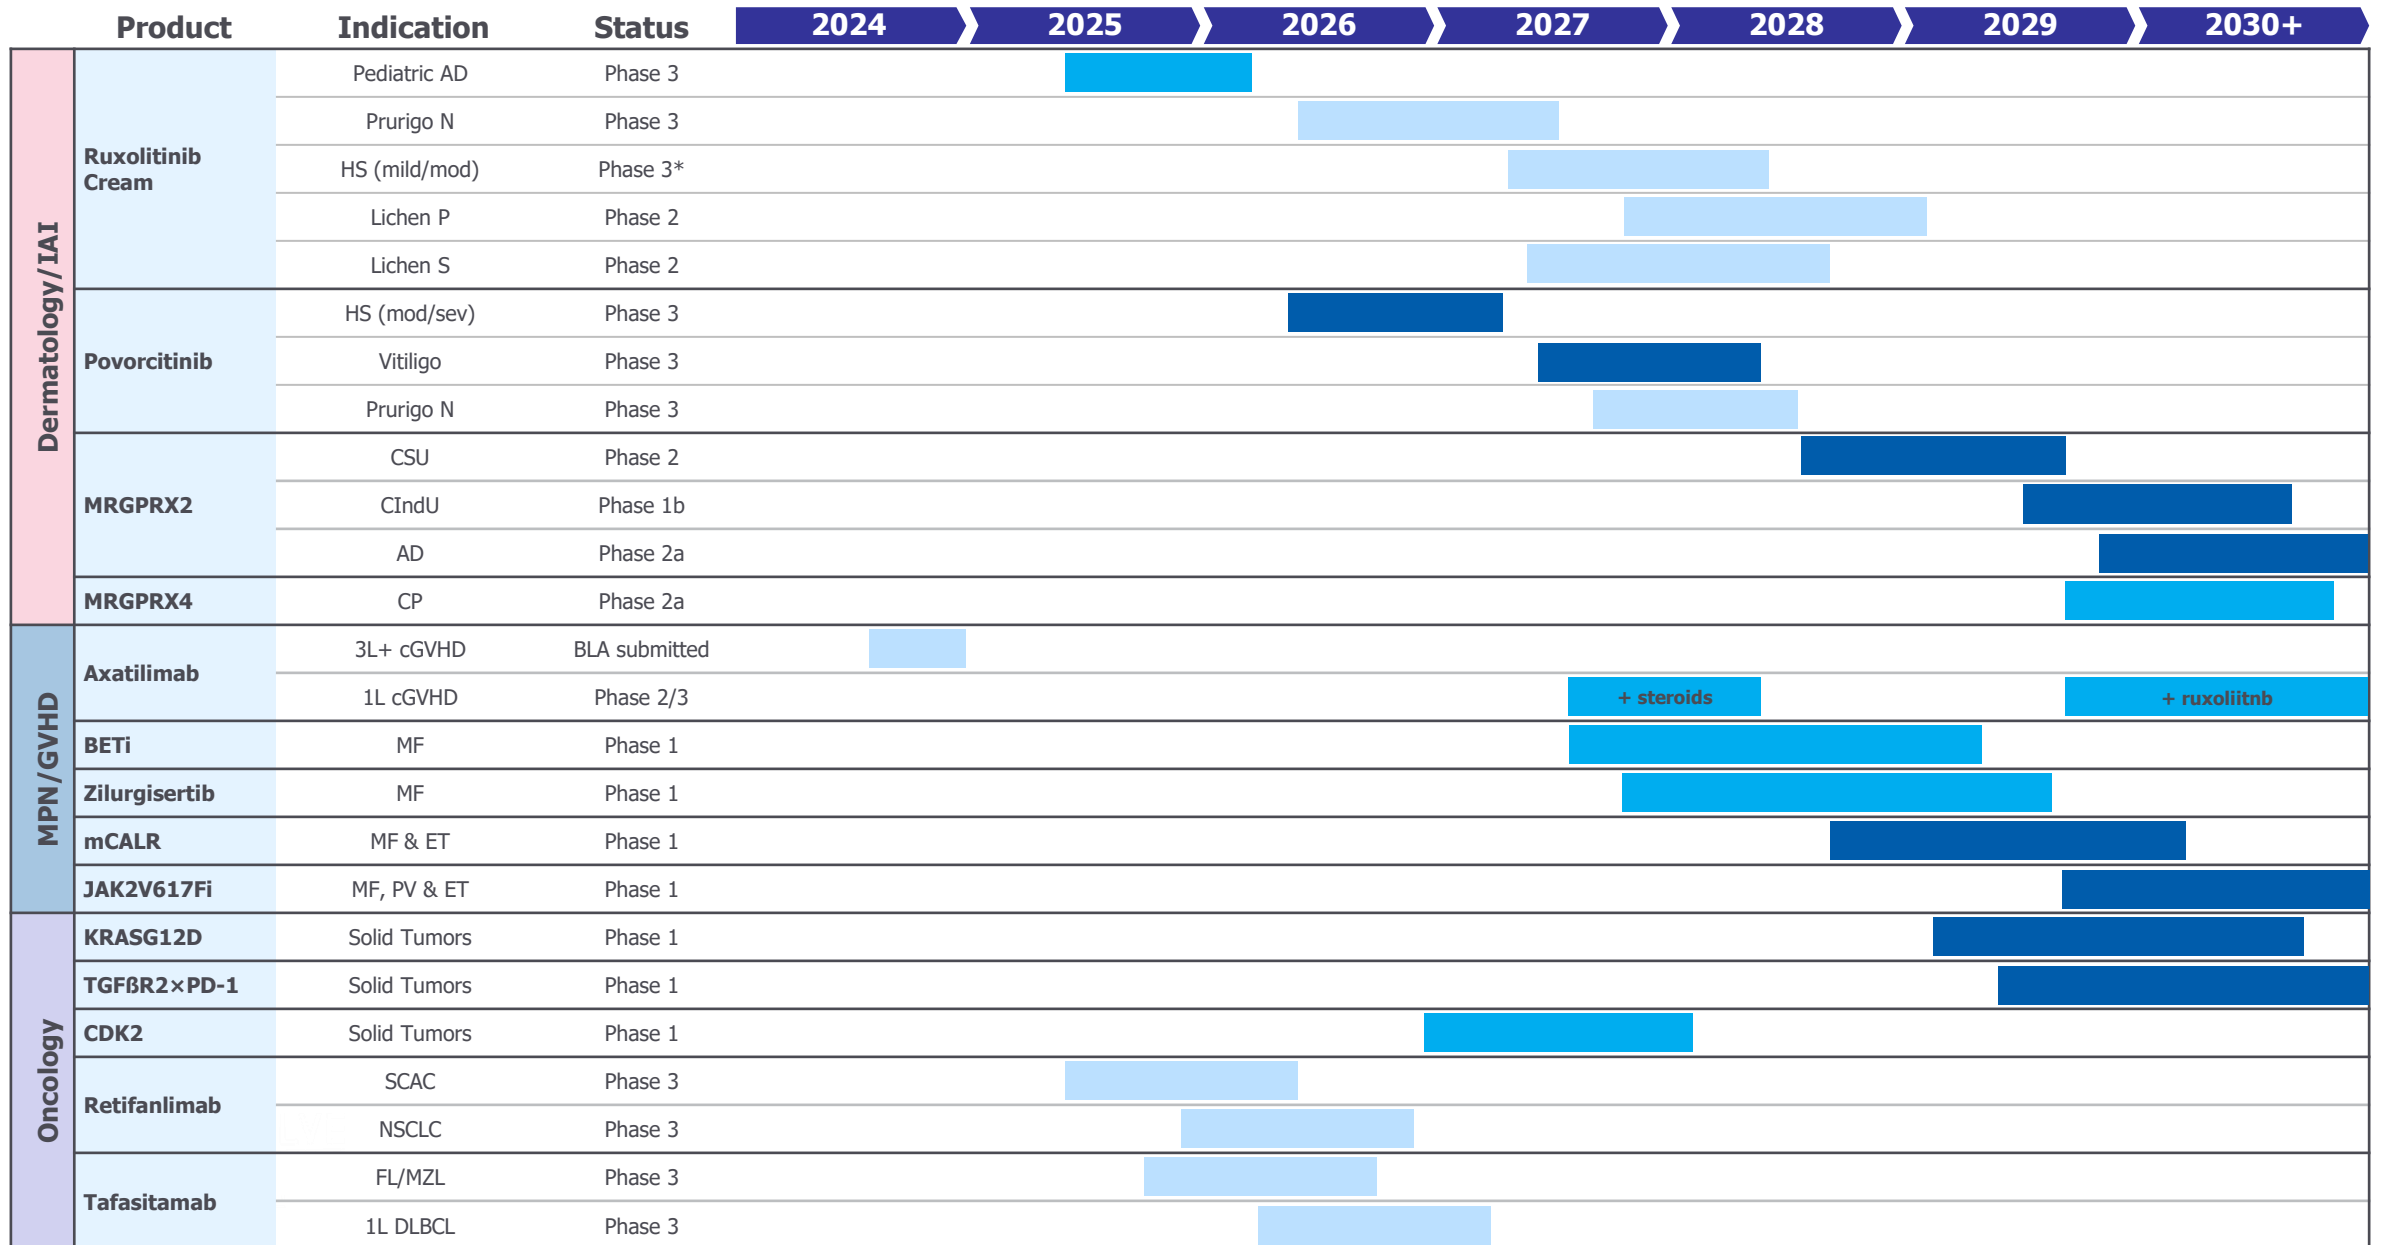 Product Indication Status 2024 2025 2026 2027 2028 2029 2030+
Dermatology/IAI
Ruxolitinib
Cream
Pediatric AD Phase 3
Prurigo N Phase 3
HS (mild/mod) Phase 3*
Lichen P Phase 2
Lichen S Phase 2
Povorcitinib
HS (mod/sev) Phase 3
Vitiligo Phase 3
Prurigo N Phase 3
MRGPRX2
CSU Phase 2
CIndU Phase 1b
AD Phase 2a
MRGPRX4 CP Phase 2a
MPN/GVHD
Axatilimab
3L+ cGVHD BLA submitted
1L cGVHD Phase 2/3 + steroids + ruxoliitnb
BETi MF Phase 1
Zilurgisertib MF Phase 1
mCALR MF & ET Phase 1
JAK2V617Fi MF, PV & ET Phase 1
Oncology
KRASG12D Solid Tumors Phase 1
TGFßR2×PD-1 Solid Tumors Phase 1
CDK2 Solid Tumors Phase 1
Retifanlimab
SCAC Phase 3
NSCLC Phase 3
Tafasitamab
FL/MZL Phase 3
1L DLBCL Phase 3